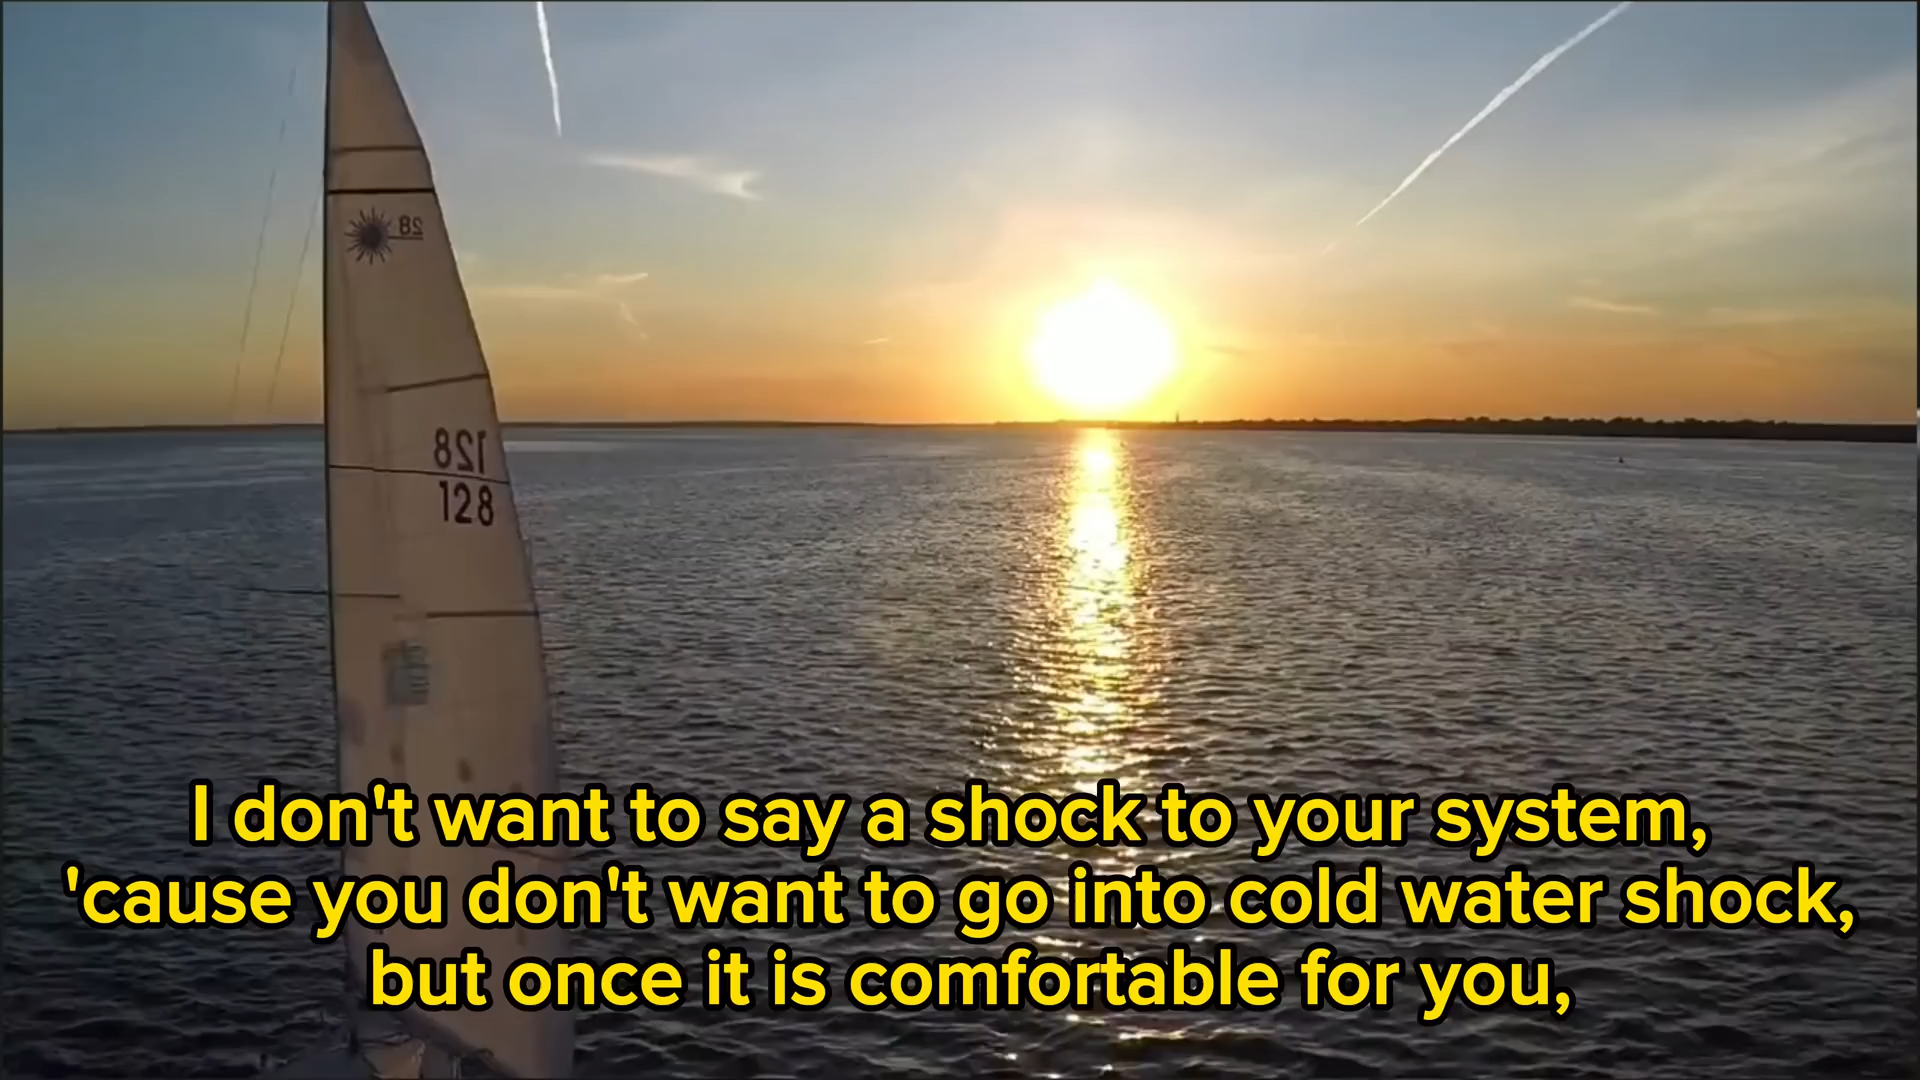 28
128
128
I don't want to say a shock to your system,
'cause you don't want to go into cold water shock,
but once it is comfortable for you,